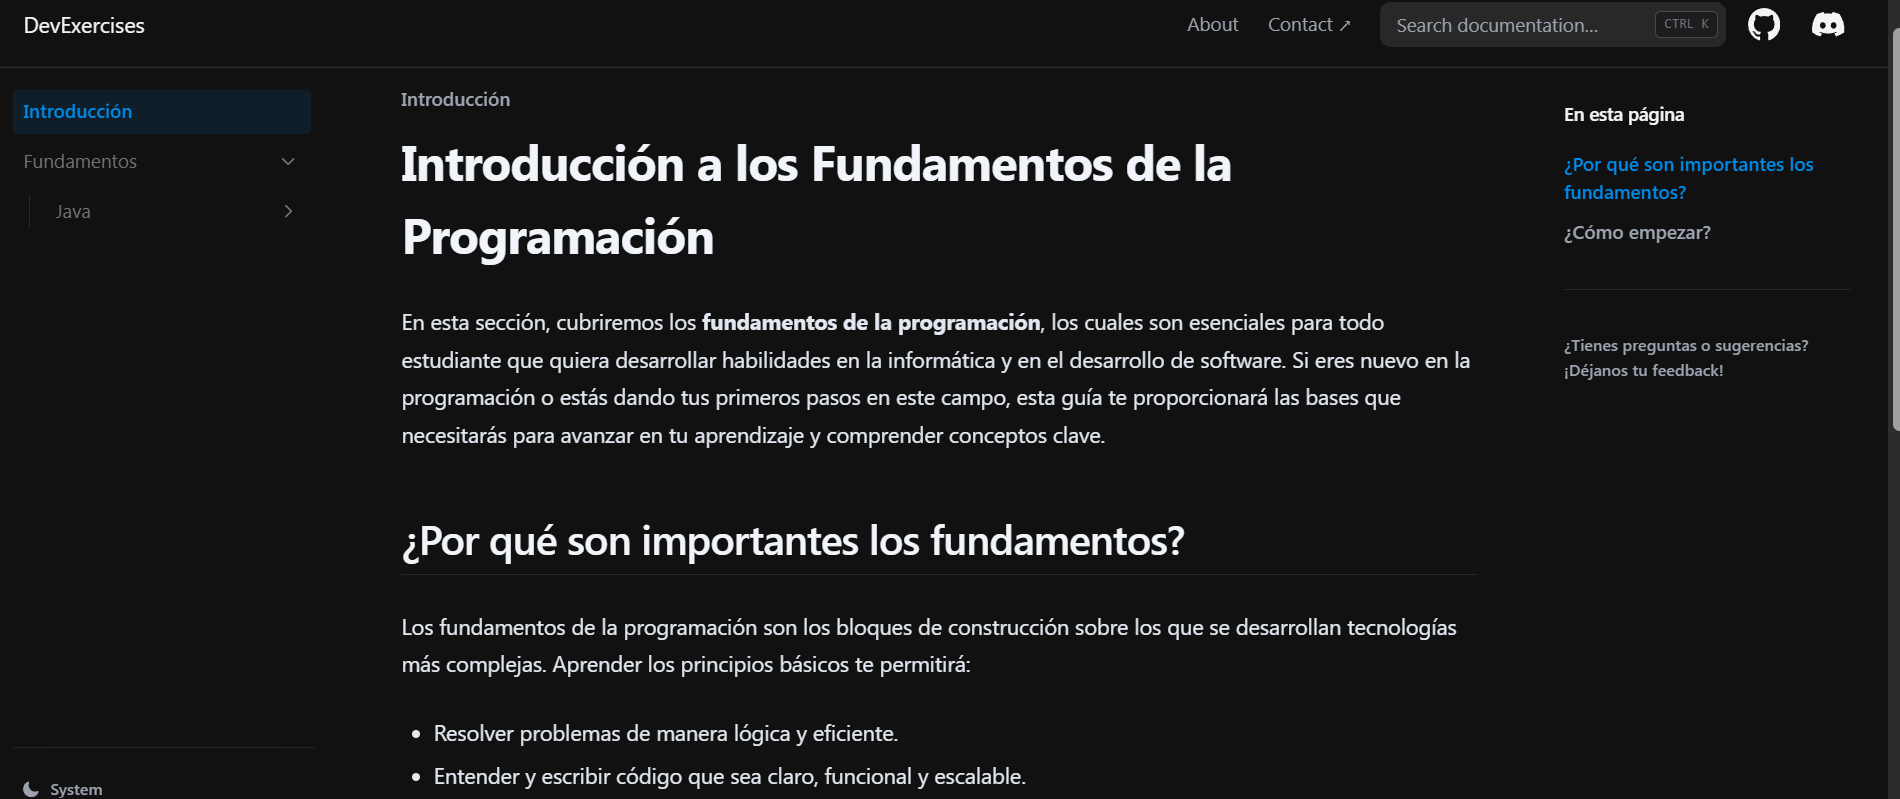 DevExercises
About
Contact ↗
Search documentation...
CTRL K
Introducción
Fundamentos
Java
System
Introducción
Introducción a los Fundamentos de la
Programación
En esta sección, cubriremos los fundamentos de la programación, los cuales son esenciales para todo
estudiante que quiera desarrollar habilidades en la informática y en el desarrollo de software. Si eres nuevo en la
programación o estás dando tus primeros pasos en este campo, esta guía te proporcionará las bases que
necesitarás para avanzar en tu aprendizaje y comprender conceptos clave.
¿Por qué son importantes los fundamentos?
Los fundamentos de la programación son los bloques de construcción sobre los que se desarrollan tecnologías
más complejas. Aprender los principios básicos te permitirá:
• Resolver problemas de manera lógica y eficiente.
• Entender y escribir código que sea claro, funcional y escalable.
En esta página
¿Por qué son importantes los
fundamentos?
¿Cómo empezar?
¿Tienes preguntas o sugerencias?
¡Déjanos tu feedback!